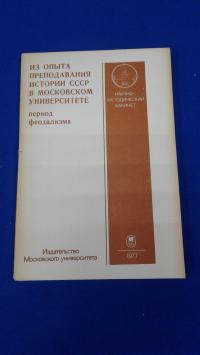 ИЗ ОПЫТА
ПРЕПОДАВАНИЯ
ИСТОРИИ СССР
В МОСКОВСКОМ
УНИВЕРСИТЕТЕ
период
феодализма
НАУЧНО-
МЕТОДИЧЕСКИЙ
КАБИНЕТ
Издательство
Московского университета
1977